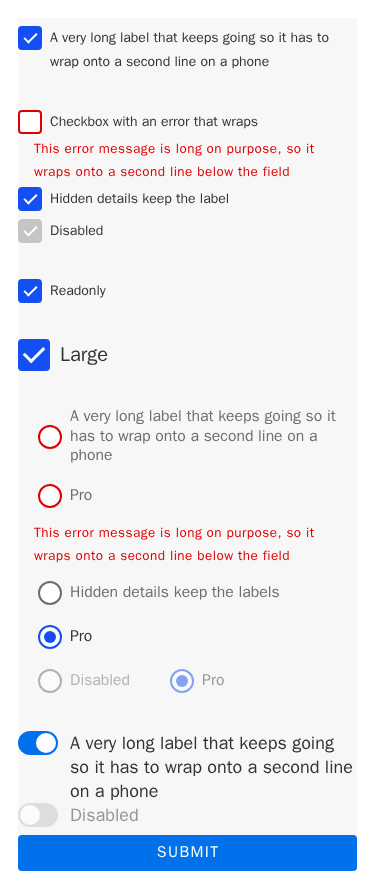 A very long label that keeps going so it has to
wrap onto a second line on a phone
Checkbox with an error that wraps
This error message is long on purpose, so it
wraps onto a second line below the field
Hidden details keep the label
Disabled
Readonly
Large
A very long label that keeps going so it
has to wrap onto a second line on a
phone
Pro
This error message is long on purpose, so it
wraps onto a second line below the field
Hidden details keep the labels
Pro
Disabled Pro
A very long label that keeps going
so it has to wrap onto a second line
on a phone
Disabled
SUBMIT